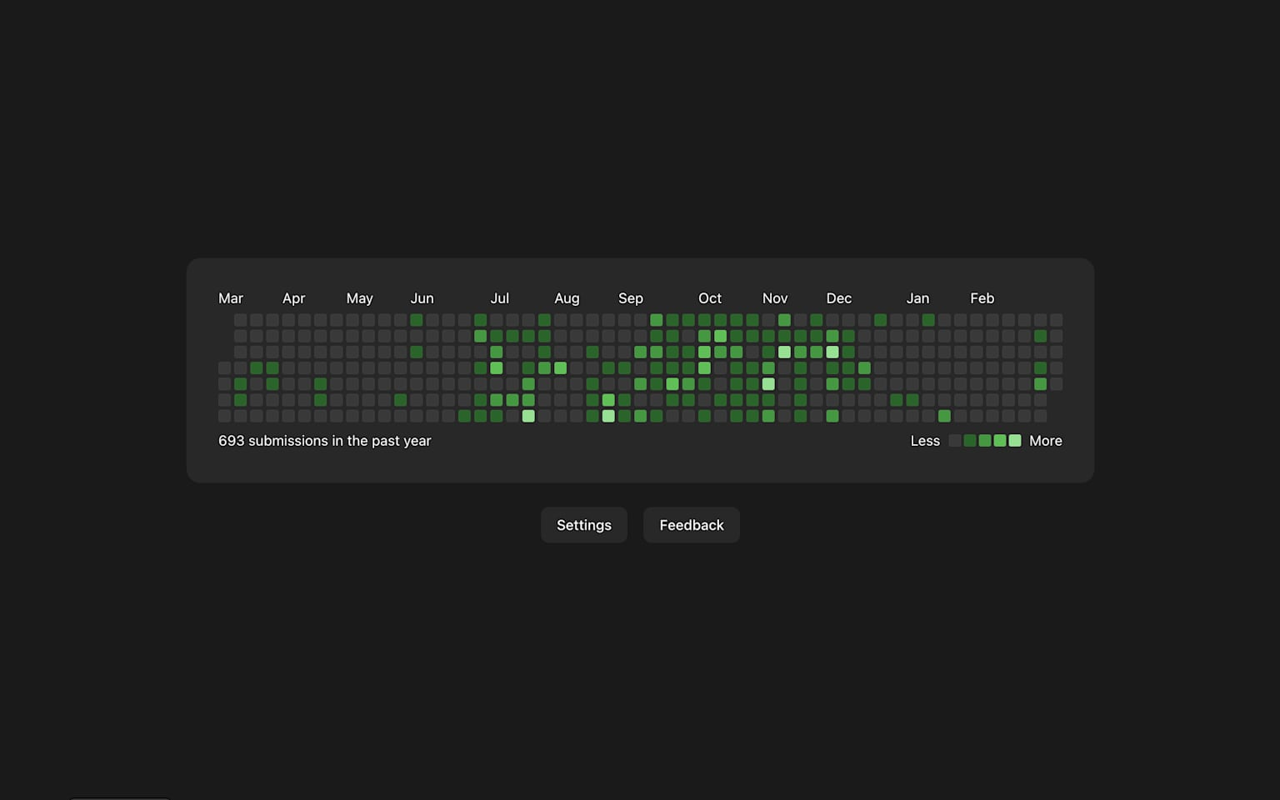 Mar Apr May Jun Jul Aug Sep Oct Nov Dec Jan Feb
693 submissions in the past year Less More
Settings Feedback